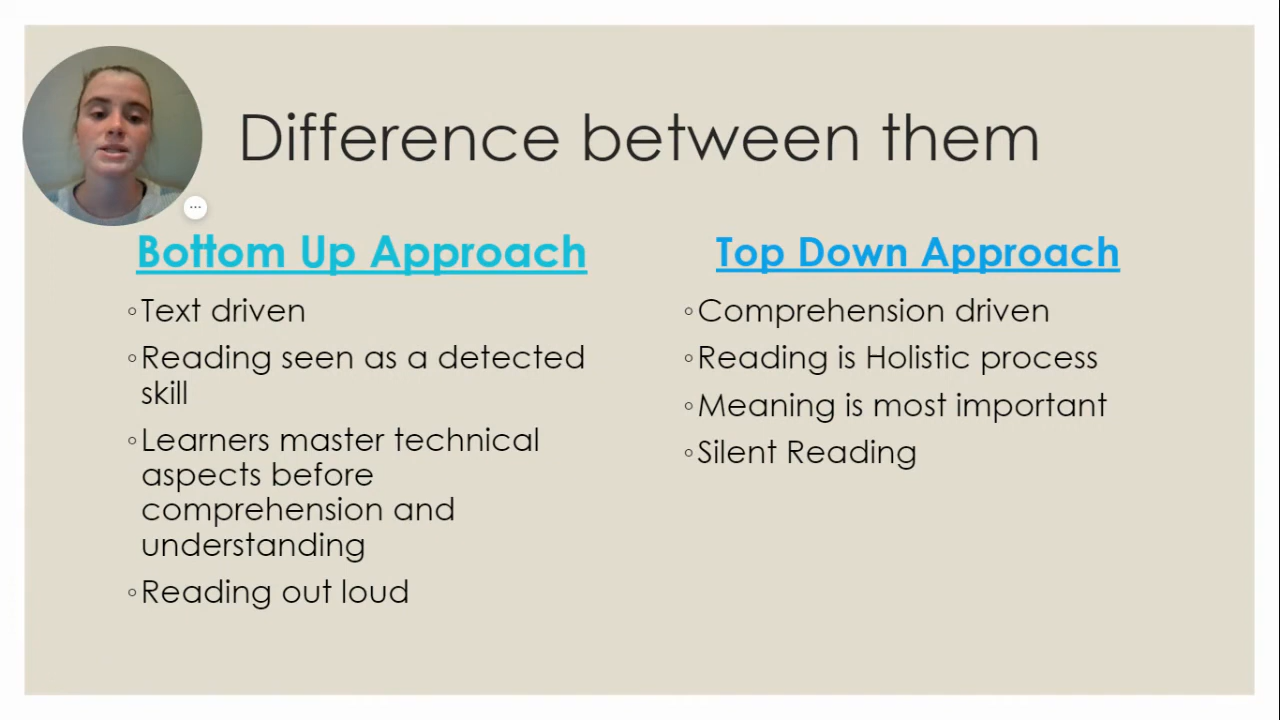 Difference between them
Bottom Up Approach
◦Text driven
◦Reading seen as a detected
skill
◦Learners master technical
aspects before
comprehension and
understanding
◦Reading out loud
Top Down Approach
◦Comprehension driven
◦Reading is Holistic process
◦Meaning is most important
◦Silent Reading